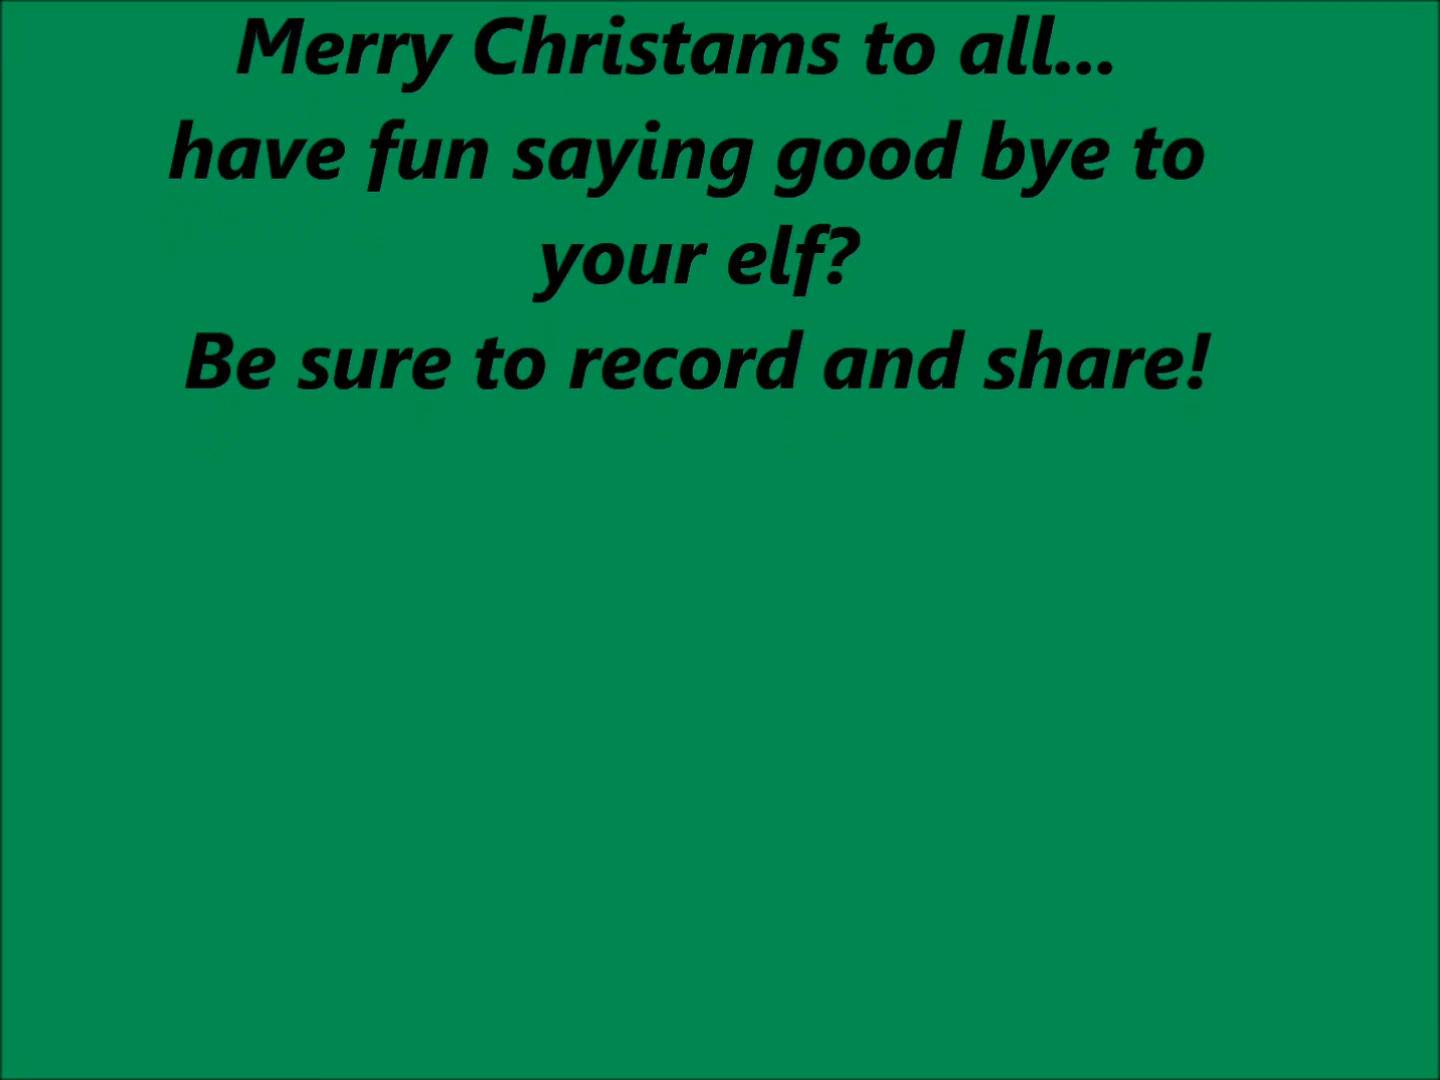 Merry Christams to all...
have fun saying good bye to
your elf?
Be sure to record and share!